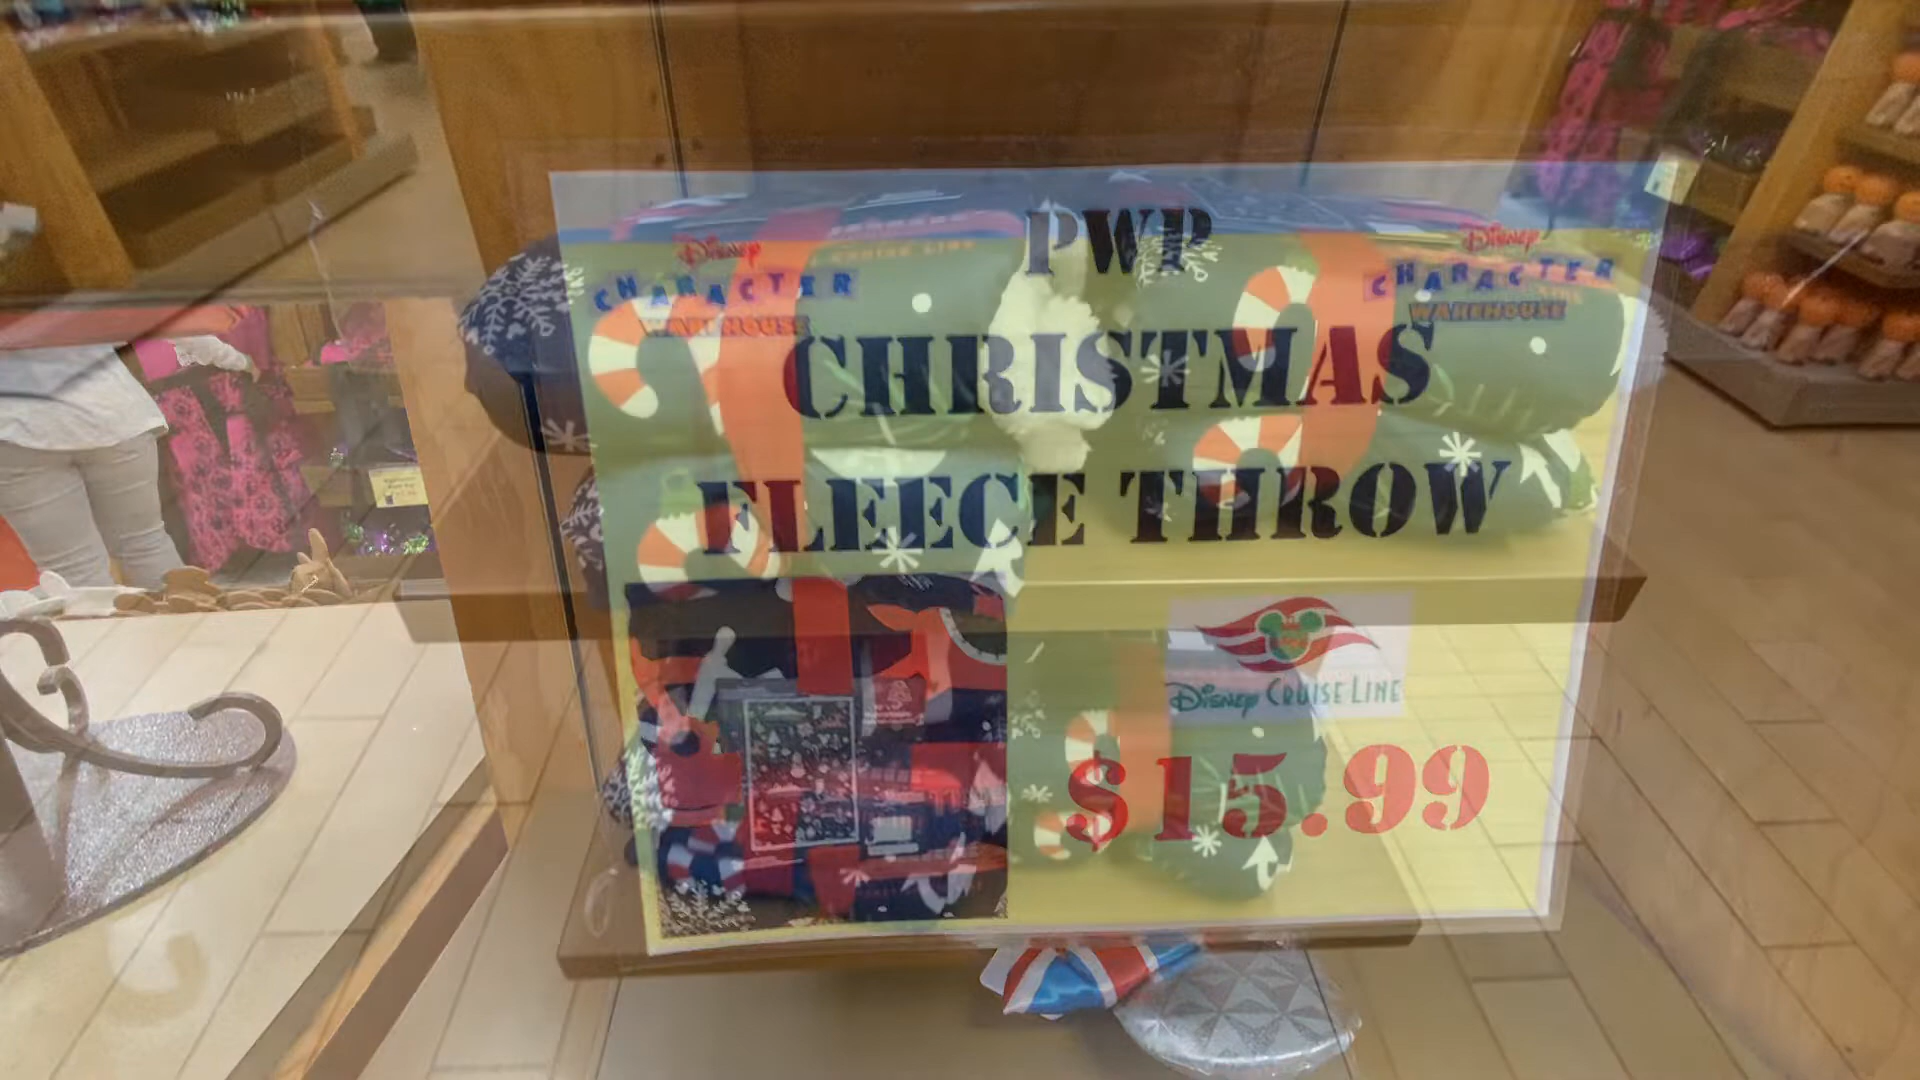 PWP
Disney
CHARACTER
WAREHOUSE
Disney
CHARACTER
WAREHOUSE
CHRISTMAS
FLEECE THROW
Disney CRUISE LINE
$15.99